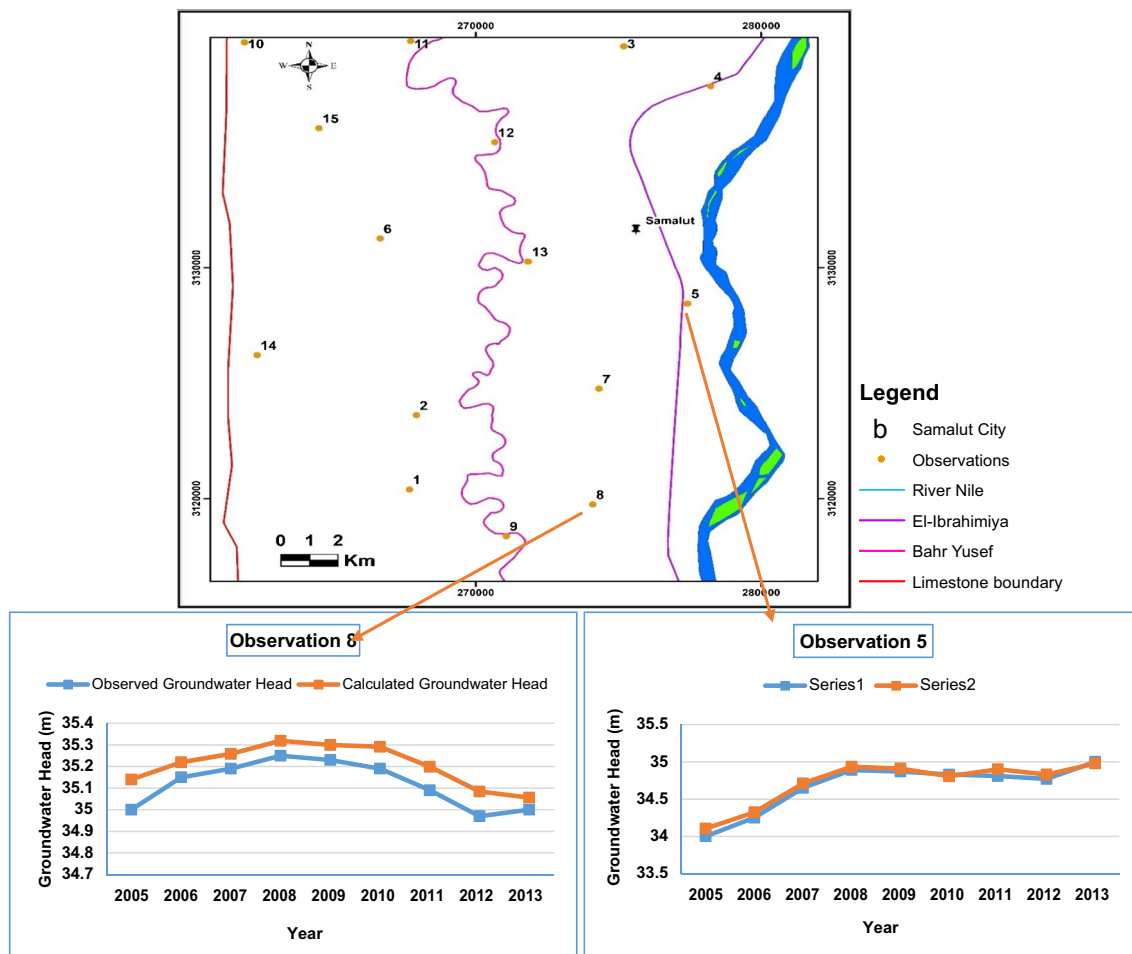 270000 280000
10 11 3
N
W E
S
4
15
12
Samalut
6
13
3130000 3130000
5
14
7
2
1
8
3120000 3120000
9
0 1 2
Km
270000 280000
Legend
b Samalut City
Observations
River Nile
El-Ibrahimiya
Bahr Yusef
Limestone boundary
Observation 8
Observed Groundwater Head Calculated Groundwater Head
Groundwater Head (m)
35.4
35.3
35.2
35.1
35
34.9
34.8
34.7
2005 2006 2007 2008 2009 2010 2011 2012 2013
Year
Observation 5
Series1 Series2
Groundwater Head (m)
35.5
35
34.5
34
33.5
2005 2006 2007 2008 2009 2010 2011 2012 2013
Year